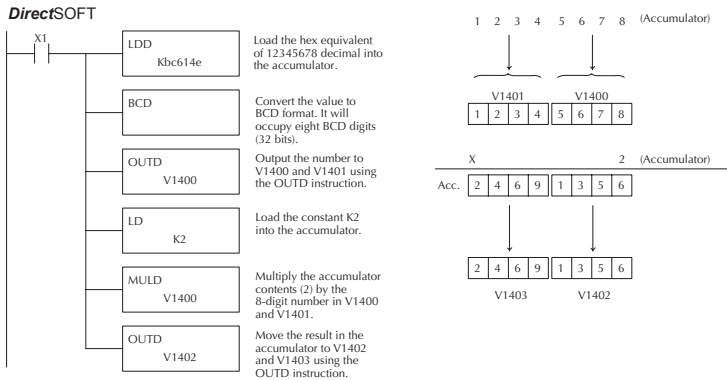 DirectSOFT
X1
LDD
Kbc614e
Load the hex equivalent
of 12345678 decimal into
the accumulator.
BCD
Convert the value to
BCD format. It will
occupy eight BCD digits
(32 bits).
OUTD
V1400
Output the number to
V1400 and V1401 using
the OUTD instruction.
LD
K2
Load the constant K2
into the accumulator.
MULD
V1400
Multiply the accumulator
contents (2) by the
8-digit number in V1400
and V1401.
OUTD
V1402
Move the result in the
accumulator to V1402
and V1403 using the
OUTD instruction.
1 2 3 4 5 6 7 8 (Accumulator)
V1401 V1400
1 2 3 4 5 6 7 8
X 2 (Accumulator)
Acc. 2 4 6 9 1 3 5 6
2 4 6 9 1 3 5 6
V1403 V1402